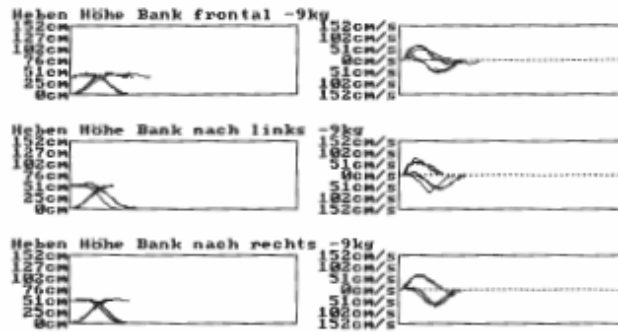 Heben Höhe Bank frontal -9kg
152cm
127cm
102cm
76cm
51cm
25cm
0cm
152cm/s
102cm/s
51cm/s
0cm/s
51cm/s
102cm/s
152cm/s
Heben Höhe Bank nach links -9kg
152cm
127cm
102cm
76cm
51cm
25cm
0cm
152cm/s
102cm/s
51cm/s
0cm/s
51cm/s
102cm/s
152cm/s
Heben Höhe Bank nach rechts -9kg
152cm
127cm
102cm
76cm
51cm
25cm
0cm
152cm/s
102cm/s
51cm/s
0cm/s
51cm/s
102cm/s
152cm/s